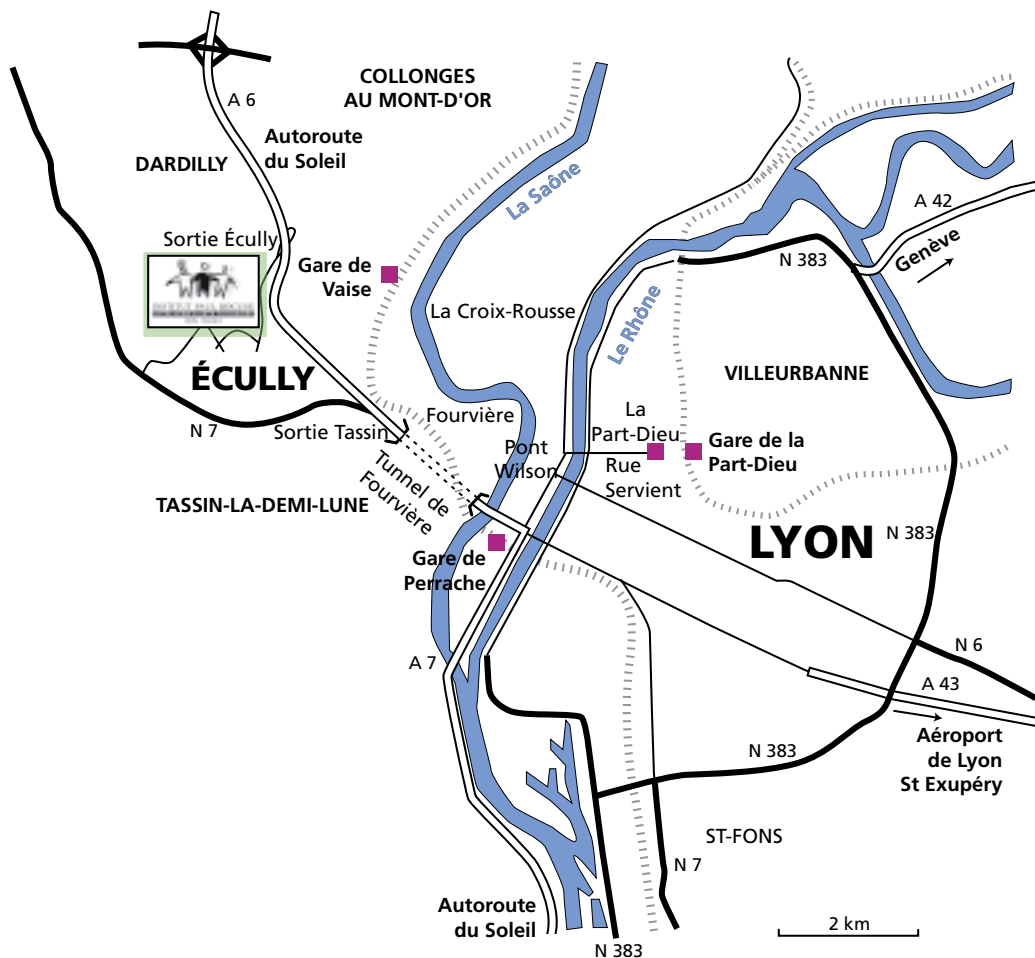 COLLONGES
AU MONT-D'OR
A 6
Autoroute
du Soleil
DARDILLY
La Saône
A 42
Sortie Écully
Genève
N 383
Gare de
Vaise
La Croix-Rousse
Le Rhône
ÉCULLY
VILLEURBANNE
N 7
Sortie Tassin
Fourvière
La
Part-Dieu
Gare de la
Part-Dieu
Pont
Wilson
Rue
Servient
Tunnel de
Fourvière
TASSIN-LA-DEMI-LUNE
LYON
N 383
Gare de
Perrache
N 6
A 7
A 43
Aéroport
de Lyon
St Exupéry
N 383
ST-FONS
N 7
Autoroute
du Soleil
2 km
N 383